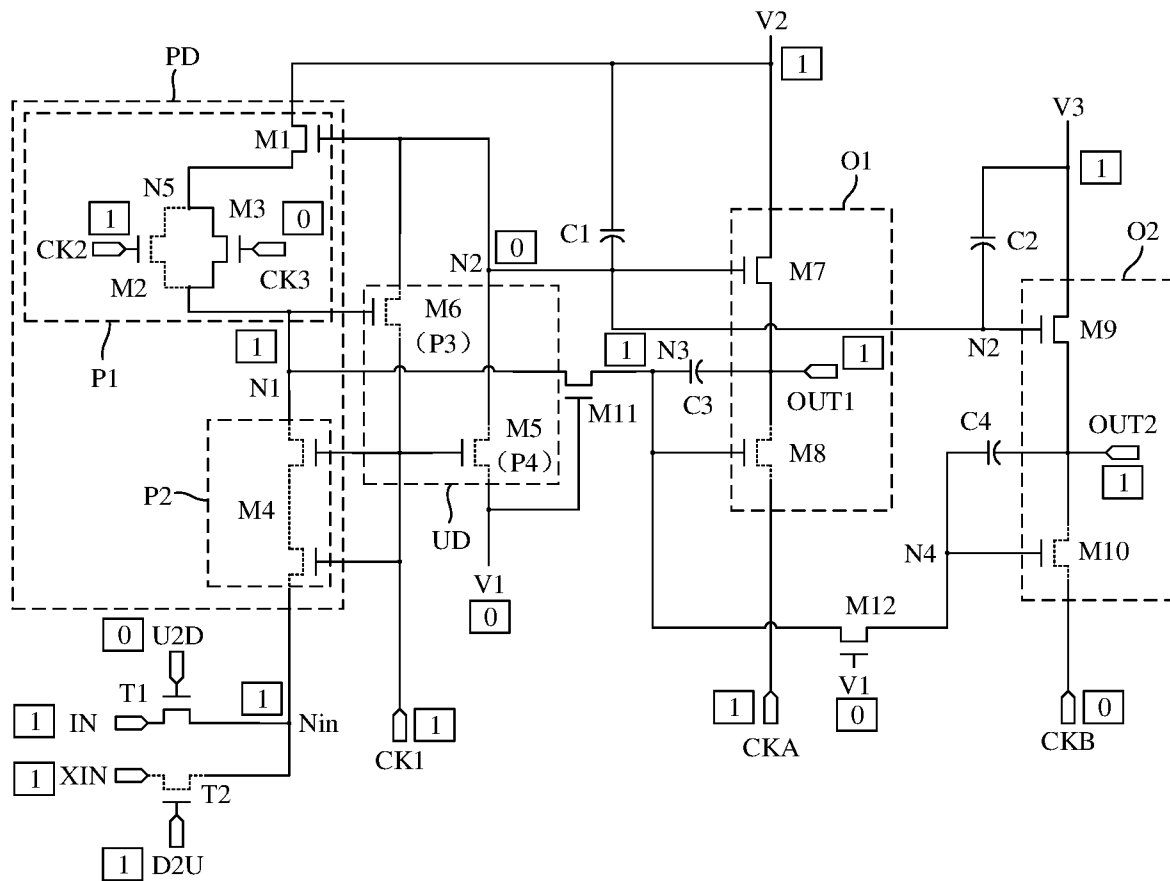 V2
1
PD
M1
V3
1
O1
O2
N5
M3
1
0
CK2
CK3
M2
C1
0
N2
C2
M7
M6
(P3)
N2
M9
P1
1
N1
1
N3
1
C3
OUT1
M11
M5
(P4)
M8
C4
OUT2
1
P2
M4
UD
N4
M10
V1
0
M12
0
U2D
V1
0
T1
1
Nin
1
IN
1
CK1
1
CKA
0
CKB
1
XIN
T2
1
D2U